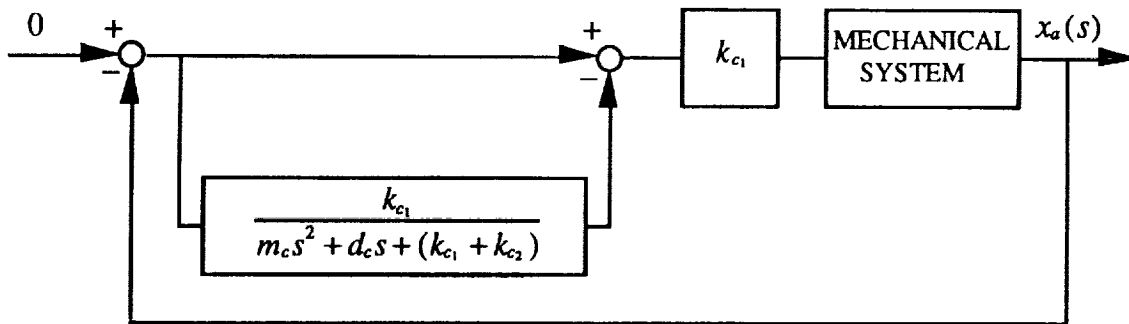 0
+
−
+
−
k_{c_1}
MECHANICAL
SYSTEM
x_a(s)
k_{c_1}
m_c s^2 + d_c s + (k_{c_1} + k_{c_2})